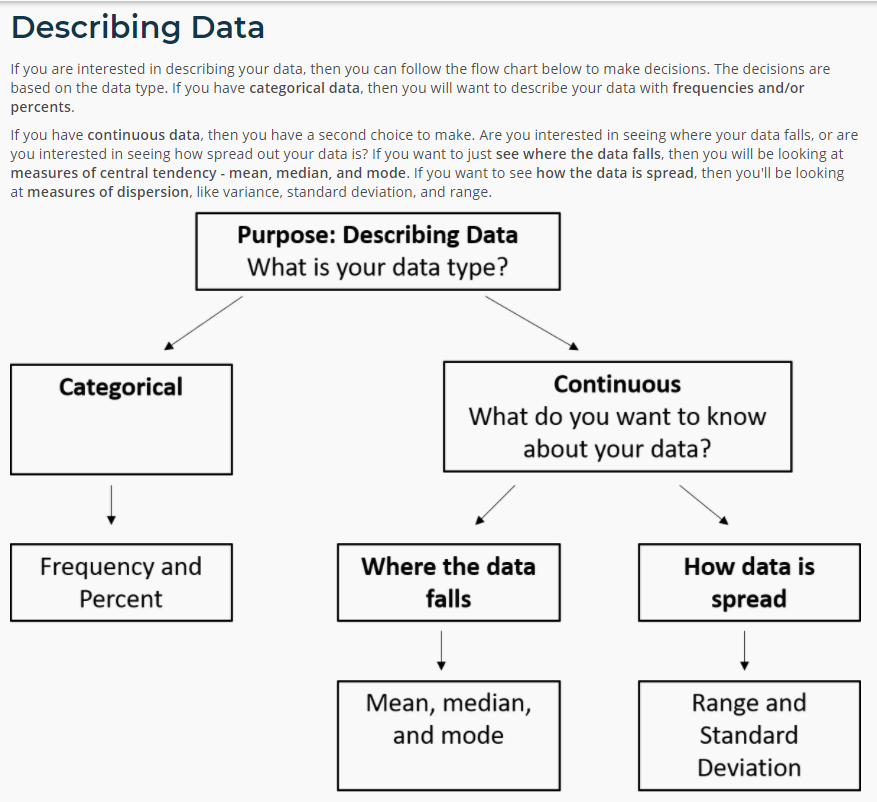 Describing Data
If you are interested in describing your data, then you can follow the flow chart below to make decisions. The decisions are
based on the data type. If you have categorical data, then you will want to describe your data with frequencies and/or
percents.
If you have continuous data, then you have a second choice to make. Are you interested in seeing where your data falls, or are
you interested in seeing how spread out your data is? If you want to just see where the data falls, then you will be looking at
measures of central tendency - mean, median, and mode. If you want to see how the data is spread, then you'll be looking
at measures of dispersion, like variance, standard deviation, and range.
Purpose: Describing Data
What is your data type?
Categorical
Continuous
What do you want to know
about your data?
Frequency and
Percent
Where the data
falls
How data is
spread
Mean, median,
and mode
Range and
Standard
Deviation